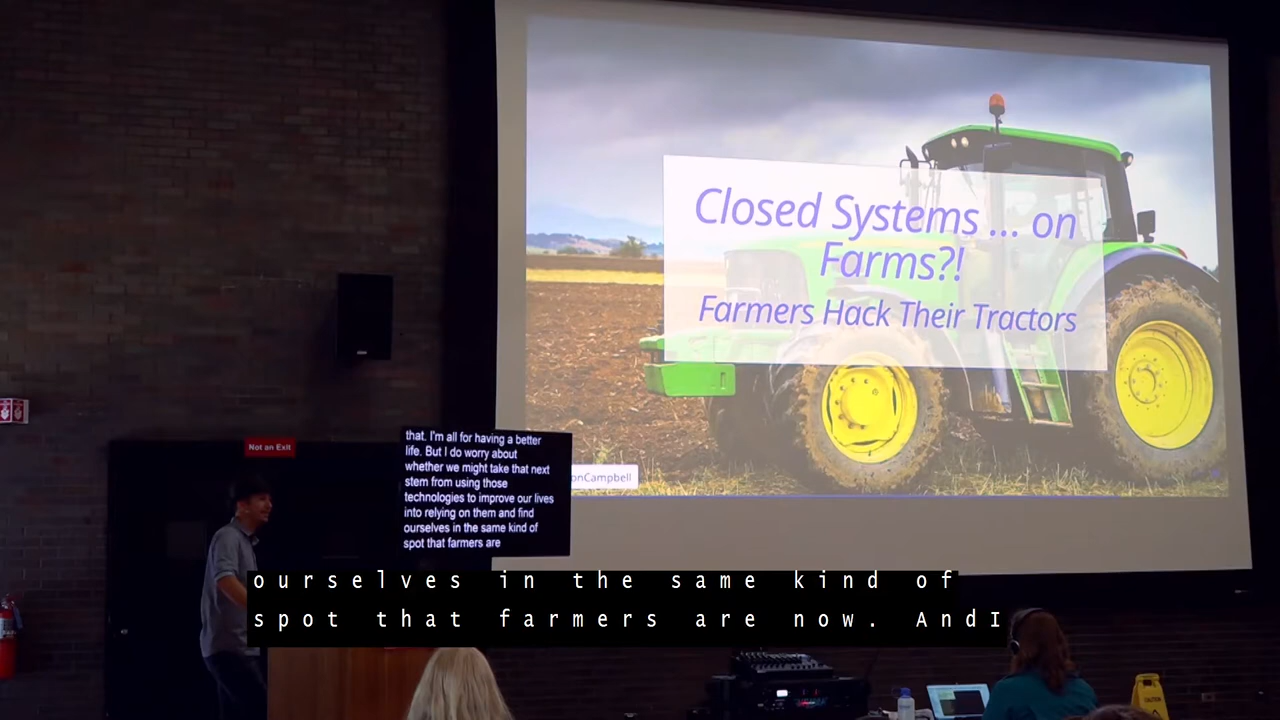 Closed Systems ... on
Farms?!
Farmers Hack Their Tractors
onCampbell
Not an Exit
that. I'm all for having a better
life. But I do worry about
whether we might take that next
stem from using those
technologies to improve our lives
into relying on them and find
ourselves in the same kind of
spot that farmers are
ourselves in the same kind of
spot that farmers are now. AndI
CAUTION